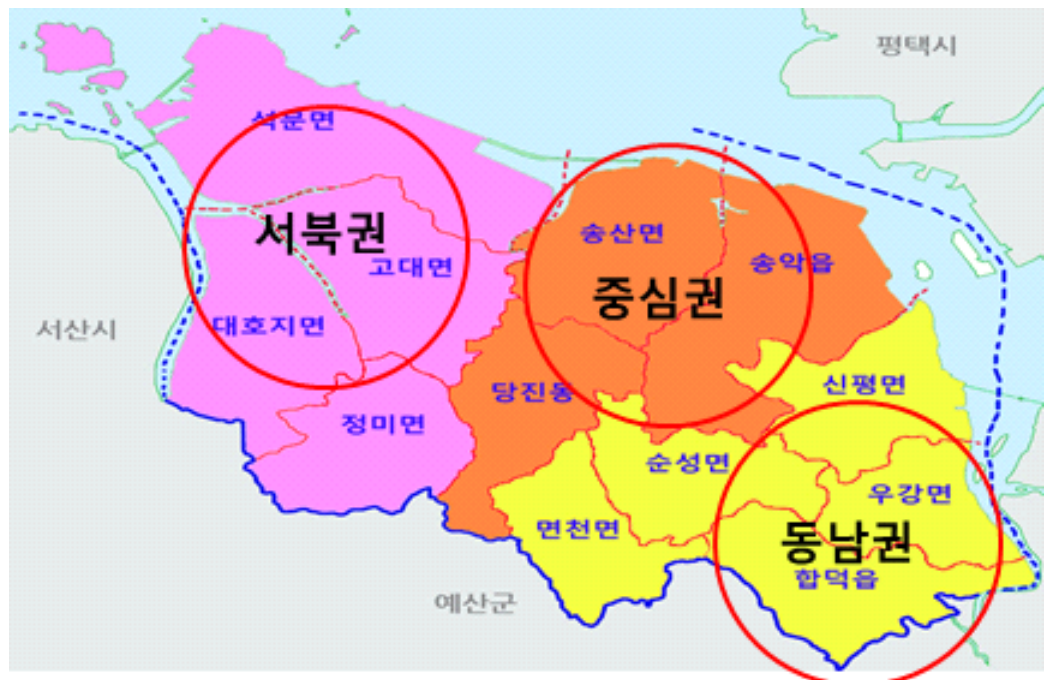 평택시
석문면
서북권
고대면
대호지면
서산시
정미면
송산면
송악읍
중심권
당진동
신평면
순성면
우강면
면천면
동남권
합덕읍
예산군